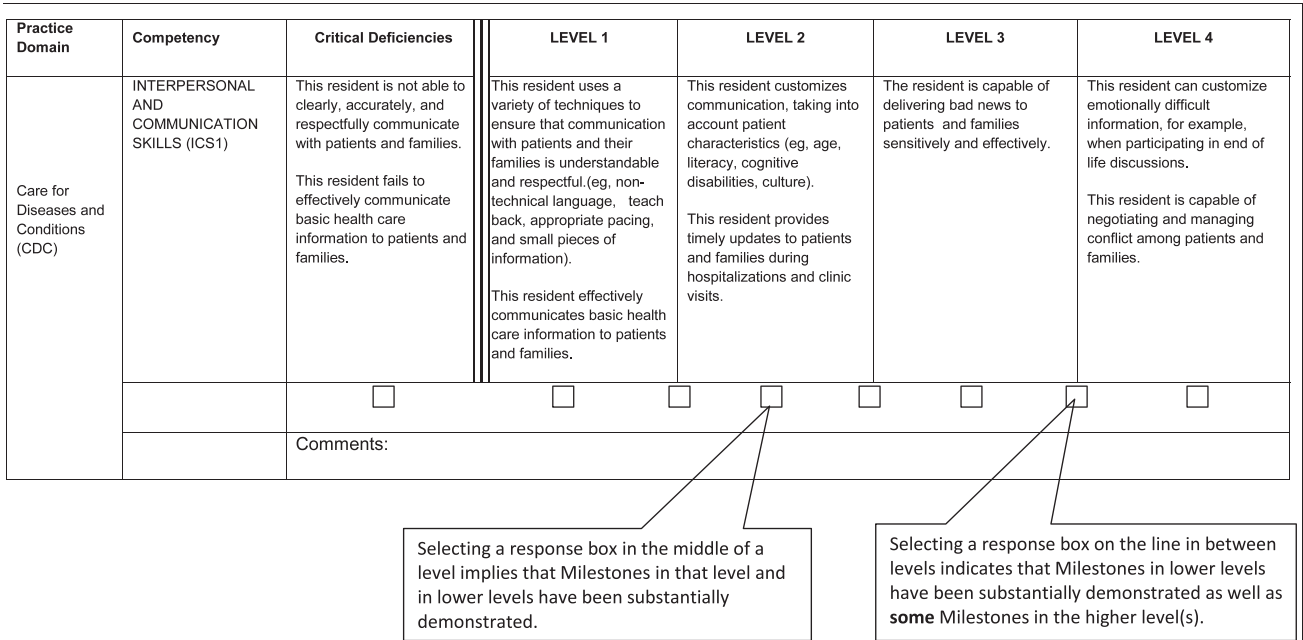 Practice
Domain
Competency
Critical Deficiencies
LEVEL 1
LEVEL 2
LEVEL 3
LEVEL 4
Care for
Diseases and
Conditions
(CDC)
INTERPERSONAL
AND
COMMUNICATION
SKILLS (ICS1)
This resident is not able to
clearly, accurately, and
respectfully communicate
with patients and families.
This resident fails to
effectively communicate
basic health care
information to patients and
families.
This resident uses a
variety of techniques to
ensure that communication
with patients and their
families is understandable
and respectful.(eg, non-
technical language, teach
back, appropriate pacing,
and small pieces of
information).
This resident effectively
communicates basic health
care information to patients
and families.
This resident customizes
communication, taking into
account patient
characteristics (eg, age,
literacy, cognitive
disabilities, culture).
This resident provides
timely updates to patients
and families during
hospitalizations and clinic
visits.
The resident is capable of
delivering bad news to
patients and families
sensitively and effectively.
This resident can customize
emotionally difficult
information, for example,
when participating in end of
life discussions.
This resident is capable of
negotiating and managing
conflict among patients and
families.
Comments:
Selecting a response box in the middle of a
level implies that Milestones in that level and
in lower levels have been substantially
demonstrated.
Selecting a response box on the line in between
levels indicates that Milestones in lower levels
have been substantially demonstrated as well as
some Milestones in the higher level(s).